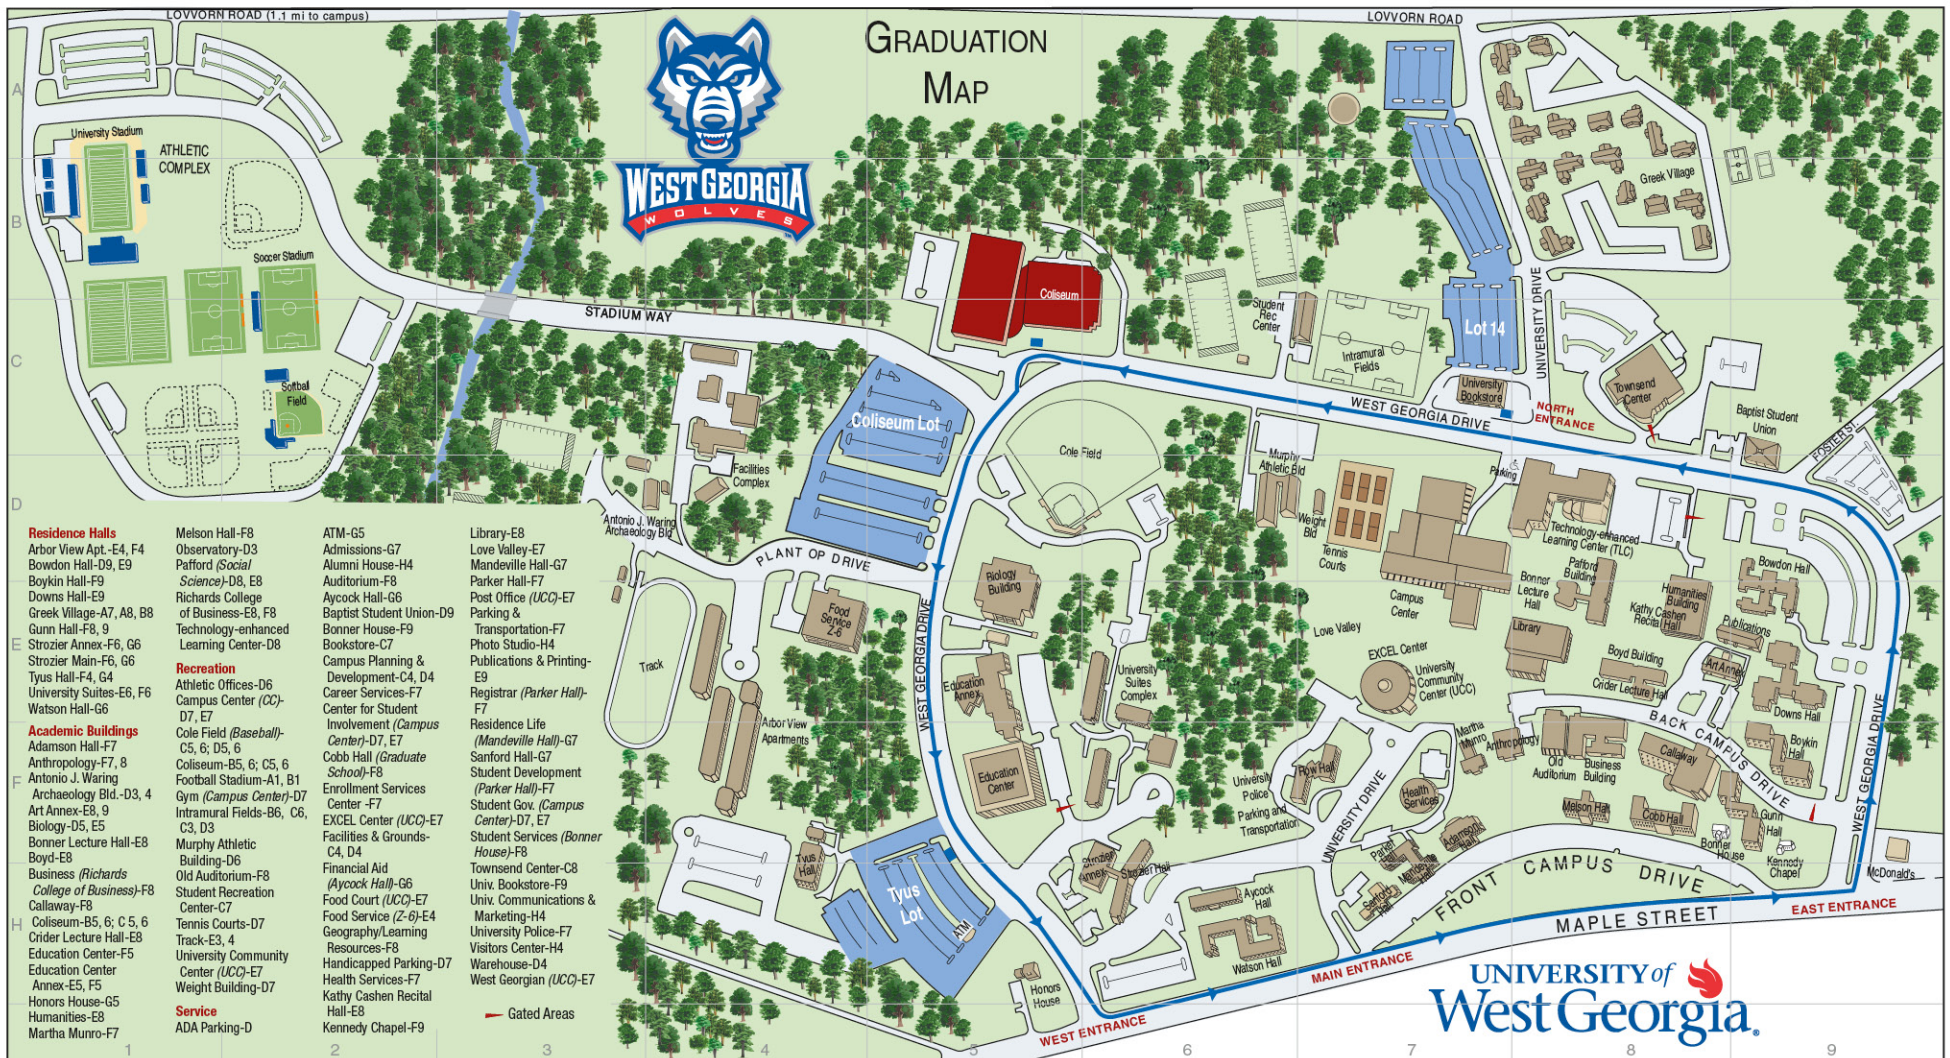 LOVVORN ROAD (1.1 mi to campus)
LOVVORN ROAD
GRADUATION
MAP
WEST GEORGIA
WOLVES
A
B
C
D
E
F
H
University Stadium
ATHLETIC
COMPLEX
Soccer Stadium
Softball
Field
STADIUM WAY
Coliseum
Student
Rec
Center
Intramural
Fields
Lot 14
UNIVERSITY DRIVE
Greek Village
University
Bookstore
NORTH
ENTRANCE
Townsend
Center
Baptist Student
Union
FOSTER ST.
WEST GEORGIA DRIVE
Coliseum Lot
Cole Field
Facilities
Complex
Antonio J. Waring
Archaeology Bld
PLANT OP DRIVE
Murphy
Athletic Bld
Weight
Bld
Tennis
Courts
Parking
Technology-enhanced
Learning Center (TLC)
Campus
Center
Bonner
Lecture
Hall
Pafford
Building
Humanities
Building
Kathy Cashen
Recital Hall
Bowdon Hall
Publications
Biology
Building
Food
Service
Z-6
Track
Arbor View
Apartments
WEST GEORGIA DRIVE
Education
Annex
University
Suites
Complex
Education
Center
Love Valley
EXCEL Center
University
Community
Center (UCC)
Library
Boyd Building
Crider Lecture Hall
Art Annex
Downs Hall
BACK CAMPUS DRIVE
Boykin
Hall
WEST GEORGIA DRIVE
Martha
Munro
Anthropology
Old
Auditorium
Business
Building
Callaway
Row Hall
University
Police
Parking and
Transportation
UNIVERSITY DRIVE
Health
Services
Melson Hall
Cobb Hall
Gunn
Hall
Bonner
House
Kennedy
Chapel
McDonald's
Adamson
Hall
Parker
Hall
Mandeville
Hall
Sanford
Hall
FRONT CAMPUS DRIVE
Tyus
Hall
Tyus
Lot
ATM
Strozier
Annex
Strozier Hall
Aycock
Hall
Watson Hall
Honors
House
WEST ENTRANCE
MAIN ENTRANCE
MAPLE STREET
EAST ENTRANCE
UNIVERSITY of
West Georgia®
Residence Halls
Arbor View Apt.-E4, F4
Bowdon Hall-D9, E9
Boykin Hall-F9
Downs Hall-E9
Greek Village-A7, A8, B8
Gunn Hall-F8, 9
Strozier Annex-F6, G6
Strozier Main-F6, G6
Tyus Hall-F4, G4
University Suites-E6, F6
Watson Hall-G6
Academic Buildings
Adamson Hall-F7
Anthropology-F7, 8
Antonio J. Waring
Archaeology Bld.-D3, 4
Art Annex-E8, 9
Biology-D5, E5
Bonner Lecture Hall-E8
Boyd-E8
Business (Richards
College of Business)-F8
Callaway-F8
Coliseum-B5, 6; C 5, 6
Crider Lecture Hall-E8
Education Center-F5
Education Center
Annex-E5, F5
Honors House-G5
Humanities-E8
Martha Munro-F7
Melson Hall-F8
Observatory-D3
Pafford (Social
Science)-D8, E8
Richards College
of Business-E8, F8
Technology-enhanced
Learning Center-D8
Recreation
Athletic Offices-D6
Campus Center (CC)-
D7, E7
Cole Field (Baseball)-
C5, 6; D5, 6
Coliseum-B5, 6; C5, 6
Football Stadium-A1, B1
Gym (Campus Center)-D7
Intramural Fields-B6, C6,
C3, D3
Murphy Athletic
Building-D6
Old Auditorium-F8
Student Recreation
Center-C7
Tennis Courts-D7
Track-E3, 4
University Community
Center (UCC)-E7
Weight Building-D7
Service
ADA Parking-D
ATM-G5
Admissions-G7
Alumni House-H4
Auditorium-F8
Aycock Hall-G6
Baptist Student Union-D9
Bonner House-F9
Bookstore-C7
Campus Planning &
Development-C4, D4
Career Services-F7
Center for Student
Involvement (Campus
Center)-D7, E7
Cobb Hall (Graduate
School)-F8
Enrollment Services
Center -F7
EXCEL Center (UCC)-E7
Facilities & Grounds-
C4, D4
Financial Aid
(Aycock Hall)-G6
Food Court (UCC)-E7
Food Service (Z-6)-E4
Geography/Learning
Resources-F8
Handicapped Parking-D7
Health Services-F7
Kathy Cashen Recital
Hall-E8
Kennedy Chapel-F9
Library-E8
Love Valley-E7
Mandeville Hall-G7
Parker Hall-F7
Post Office (UCC)-E7
Parking &
Transportation-F7
Photo Studio-H4
Publications & Printing-
E9
Registrar (Parker Hall)-
F7
Residence Life
(Mandeville Hall)-G7
Sanford Hall-G7
Student Development
(Parker Hall)-F7
Student Gov. (Campus
Center)-D7, E7
Student Services (Bonner
House)-F8
Townsend Center-C8
Univ. Bookstore-F9
Univ. Communications &
Marketing-H4
University Police-F7
Visitors Center-H4
Warehouse-D4
West Georgian (UCC)-E7
Gated Areas
1
2
3
4
5
6
7
8
9